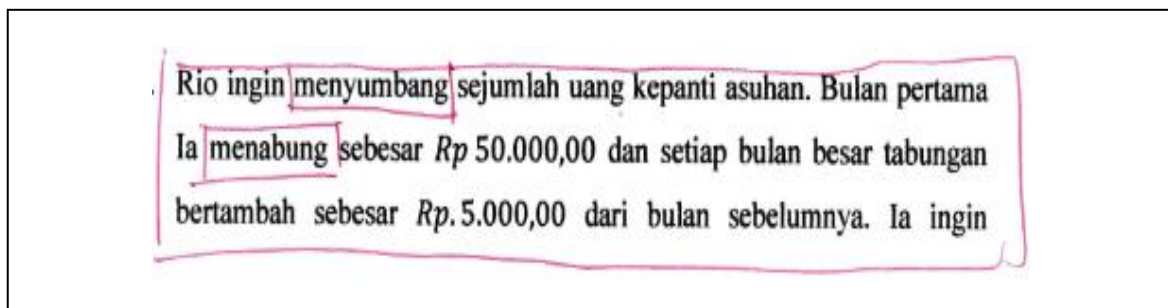 Rio ingin menyumbang sejumlah uang kepanti asuhan. Bulan pertama
Ia menabung sebesar Rp 50.000,00 dan setiap bulan besar tabungan
bertambah sebesar Rp. 5.000,00 dari bulan sebelumnya. Ia ingin